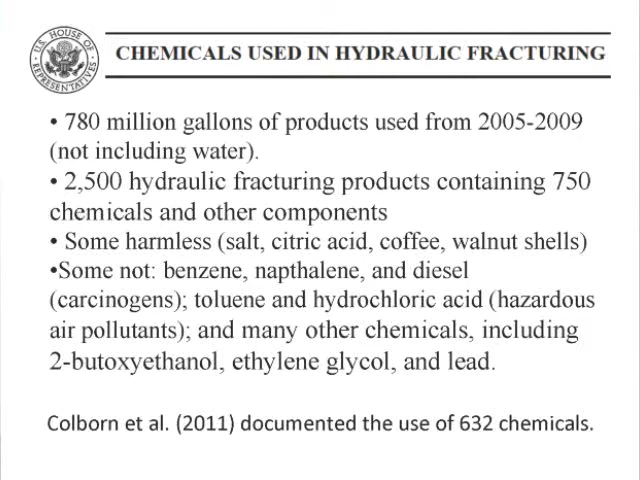 U.S. HOUSE OF REPRESENTATIVES
CHEMICALS USED IN HYDRAULIC FRACTURING
• 780 million gallons of products used from 2005-2009
(not including water).
• 2,500 hydraulic fracturing products containing 750
chemicals and other components
• Some harmless (salt, citric acid, coffee, walnut shells)
•Some not: benzene, napthalene, and diesel
(carcinogens); toluene and hydrochloric acid (hazardous
air pollutants); and many other chemicals, including
2-butoxyethanol, ethylene glycol, and lead.
Colborn et al. (2011) documented the use of 632 chemicals.